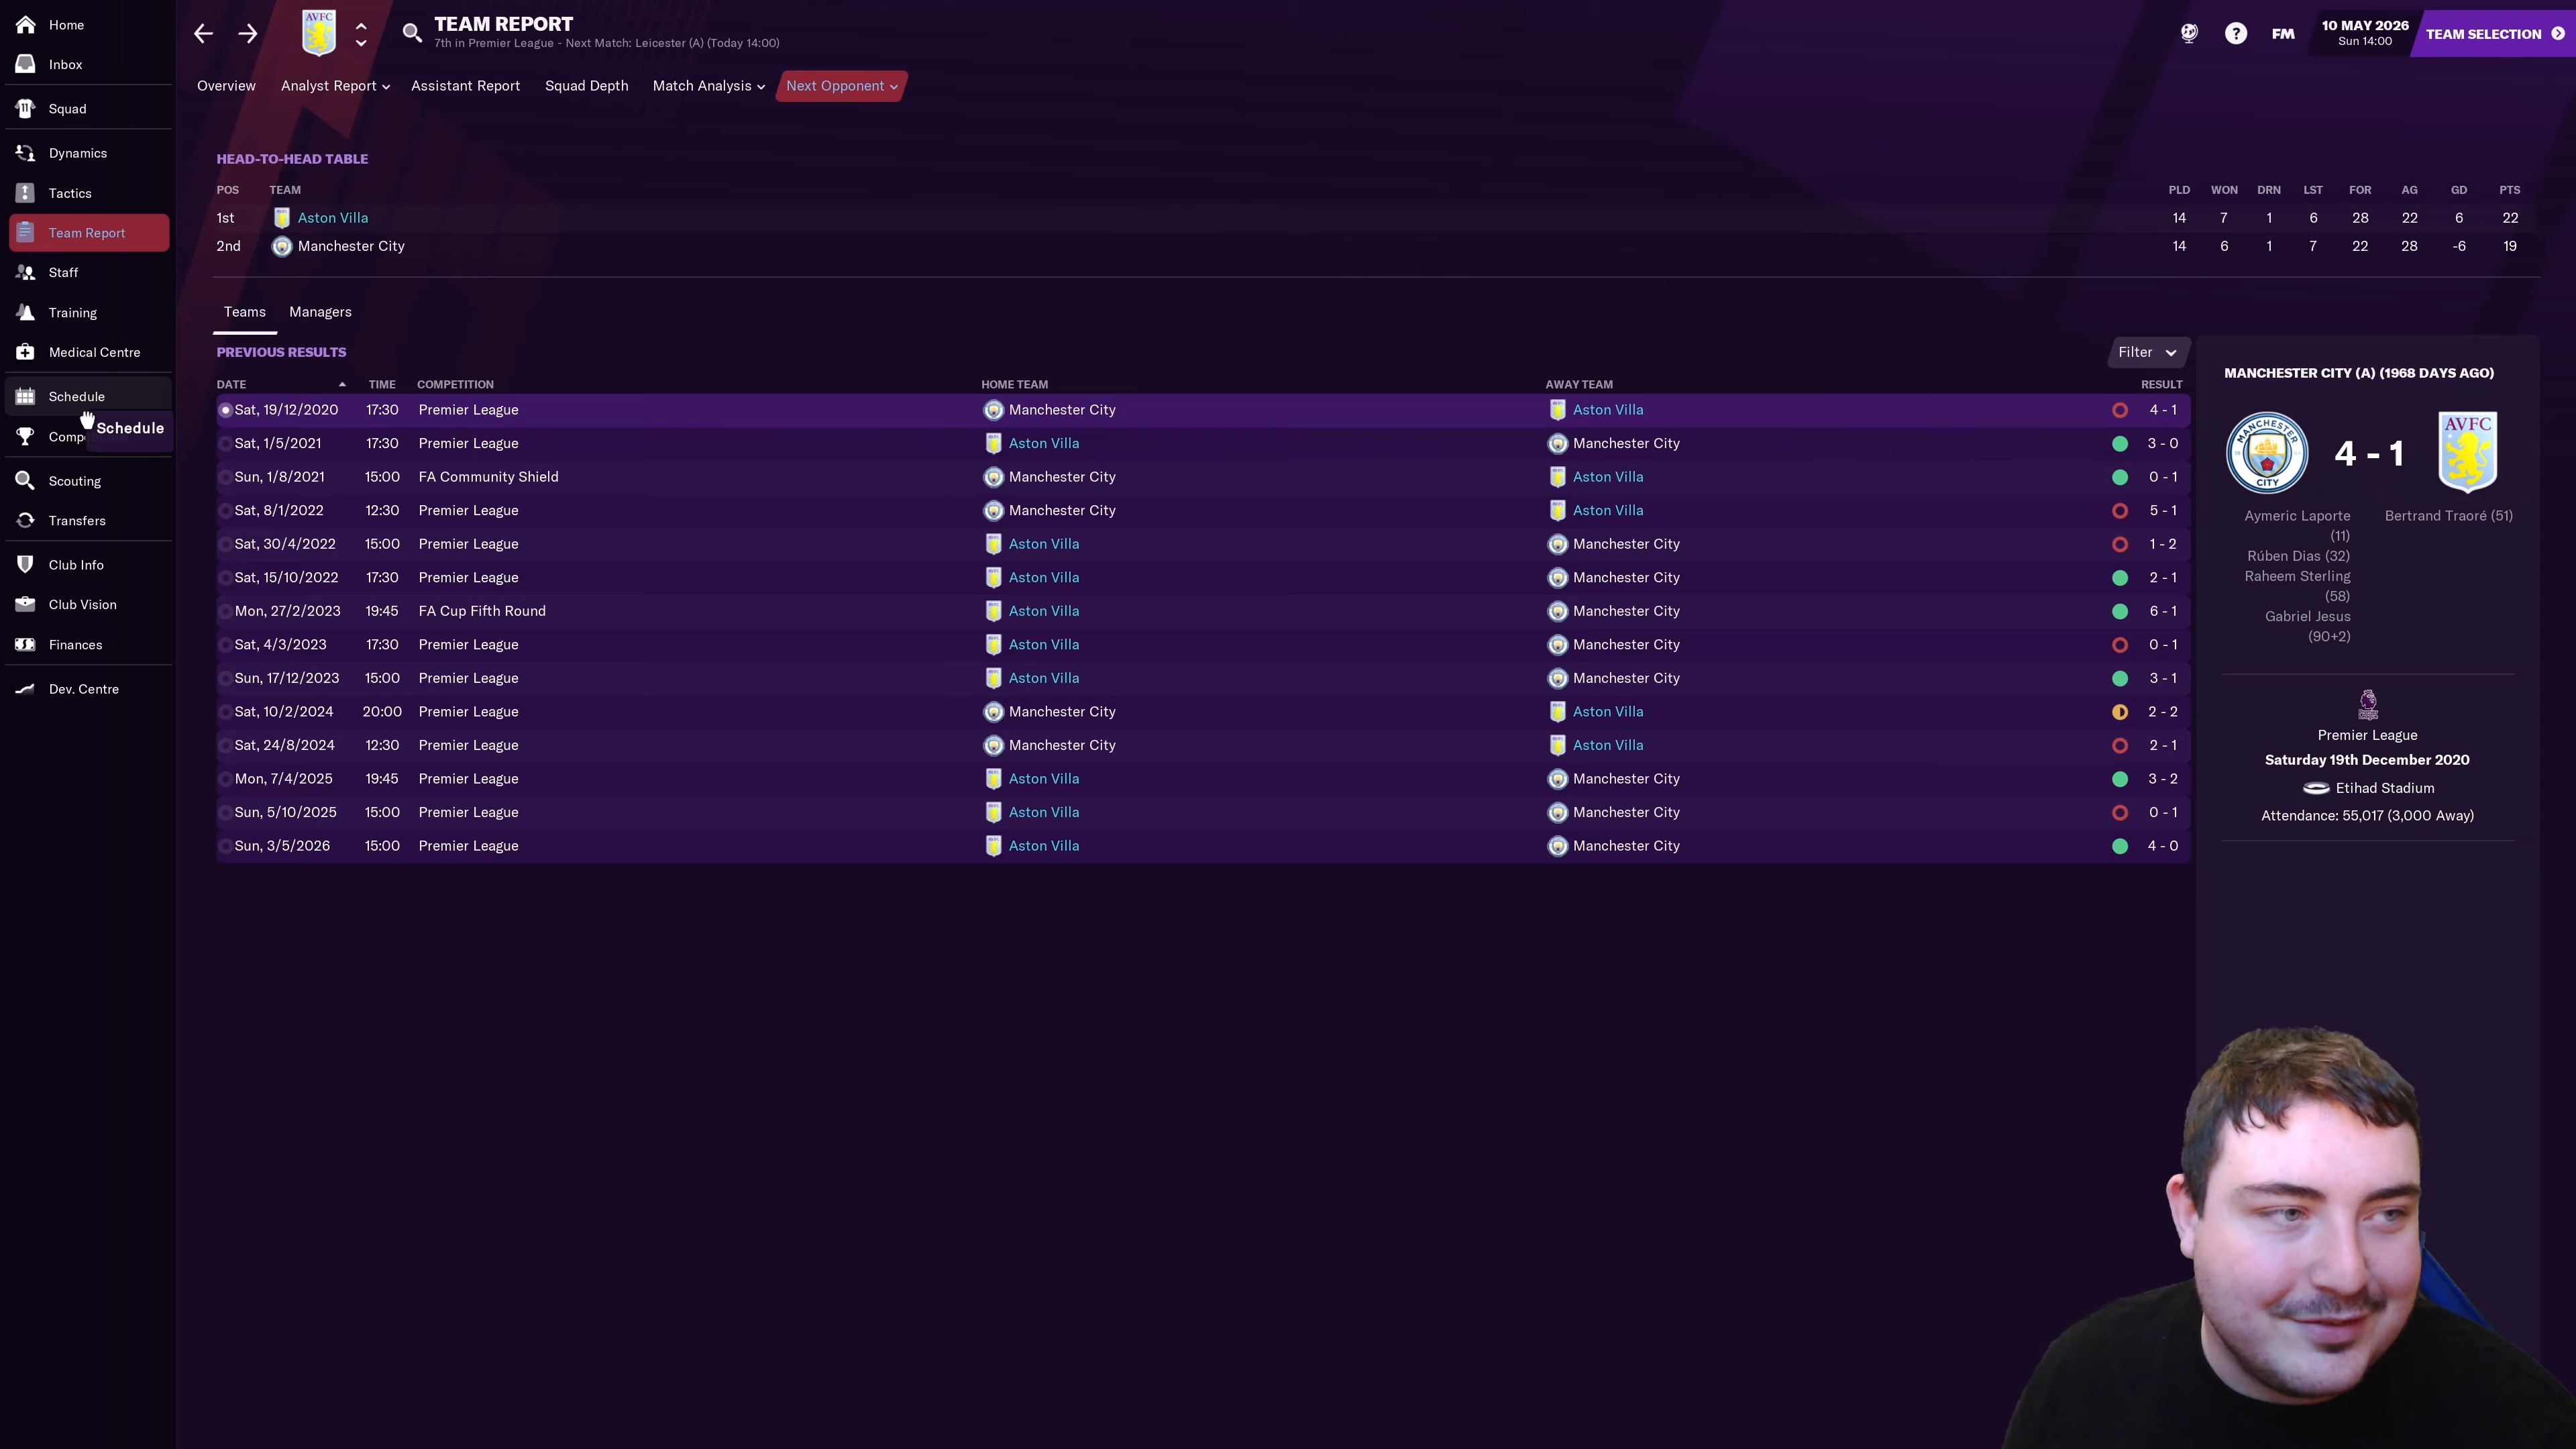 Home
Inbox
Squad
Dynamics
Tactics
Team Report
Staff
Training
Medical Centre
Schedule
Schedule
Scouting
Transfers
Club Info
Club Vision
Finances
Dev. Centre
AVFC
TEAM REPORT
7th in Premier League - Next Match: Leicester (A) (Today 14:00)
FM
10 MAY 2026
Sun 14:00
TEAM SELECTION
Overview Analyst Report Assistant Report Squad Depth Match Analysis Next Opponent
HEAD-TO-HEAD TABLE
POS TEAM PLD WON DRN LST FOR AG GD PTS
1st Aston Villa 14 7 1 6 28 22 6 22
2nd Manchester City 14 6 1 7 22 28 -6 19
Teams Managers
PREVIOUS RESULTS Filter
DATE TIME COMPETITION HOME TEAM AWAY TEAM RESULT
Sat, 19/12/2020 17:30 Premier League Manchester City Aston Villa 4 - 1
Sat, 1/5/2021 17:30 Premier League Aston Villa Manchester City 3 - 0
Sun, 1/8/2021 15:00 FA Community Shield Manchester City Aston Villa 0 - 1
Sat, 8/1/2022 12:30 Premier League Manchester City Aston Villa 5 - 1
Sat, 30/4/2022 15:00 Premier League Aston Villa Manchester City 1 - 2
Sat, 15/10/2022 17:30 Premier League Aston Villa Manchester City 2 - 1
Mon, 27/2/2023 19:45 FA Cup Fifth Round Aston Villa Manchester City 6 - 1
Sat, 4/3/2023 17:30 Premier League Aston Villa Manchester City 0 - 1
Sun, 17/12/2023 15:00 Premier League Aston Villa Manchester City 3 - 1
Sat, 10/2/2024 20:00 Premier League Manchester City Aston Villa 2 - 2
Sat, 24/8/2024 12:30 Premier League Manchester City Aston Villa 2 - 1
Mon, 7/4/2025 19:45 Premier League Aston Villa Manchester City 3 - 2
Sun, 5/10/2025 15:00 Premier League Aston Villa Manchester City 0 - 1
Sun, 3/5/2026 15:00 Premier League Aston Villa Manchester City 4 - 0
MANCHESTER CITY (A) (1968 DAYS AGO)
MANCHESTER CITY
4 - 1
AVFC
Aymeric Laporte
(11)
Rúben Dias (32)
Raheem Sterling
(58)
Gabriel Jesus
(90+2)
Bertrand Traoré (51)
Premier League
Saturday 19th December 2020
Etihad Stadium
Attendance: 55,017 (3,000 Away)